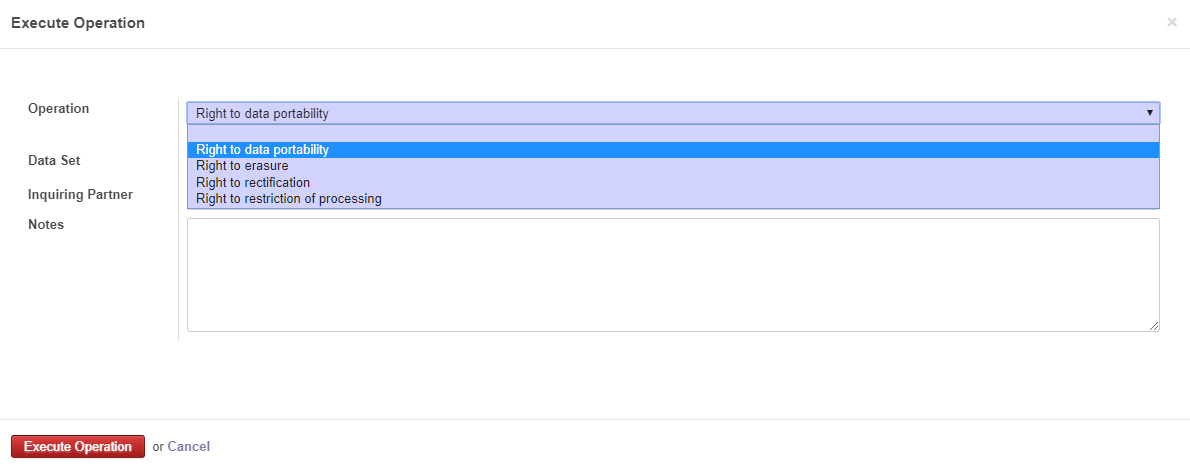 Execute Operation ×
Operation Right to data portability
Right to data portability
Data Set Right to erasure
Right to rectification
Inquiring Partner Right to restriction of processing
Notes
Execute Operation or Cancel